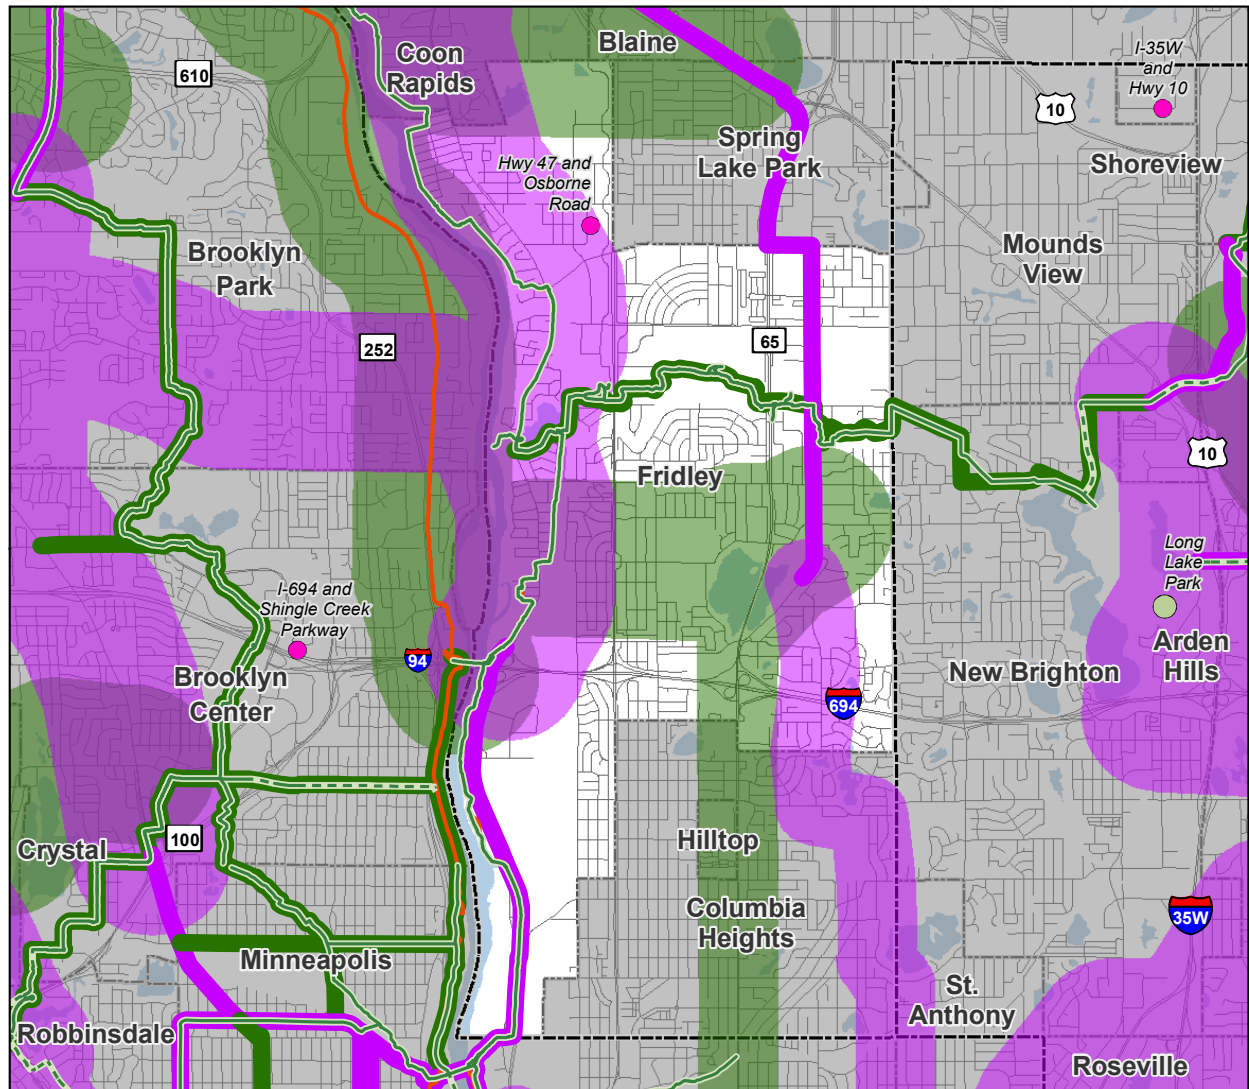 Blaine
Coon
Rapids
I-35W
and
Hwy 10
610
10
Spring
Lake Park
Shoreview
Hwy 47 and
Osborne
Road
Mounds
View
Brooklyn
Park
65
252
10
Fridley
Long
Lake
Park
I-694 and
Shingle Creek
Parkway
94
Arden
Hills
New Brighton
Brooklyn
Center
694
100
Crystal
Hilltop
35W
Columbia
Heights
Minneapolis
St.
Anthony
Robbinsdale
Roseville